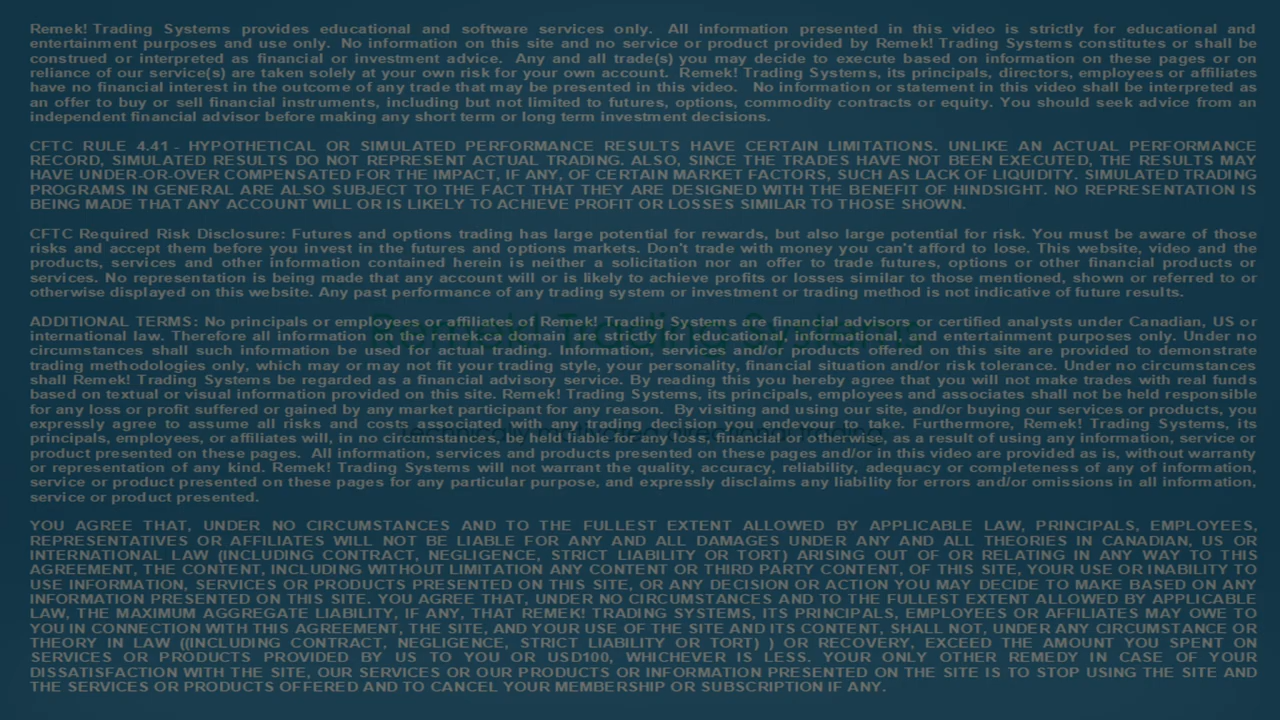 Remek! Trading Systems provides educational and software services only. All information presented in this video is strictly for educational and
entertainment purposes and use only. No information on this site and no service or product provided by Remek! Trading Systems constitutes or shall be
construed or interpreted as financial or investment advice. Any and all trade(s) you may decide to execute based on information on these pages or on
reliance of our service(s) are taken solely at your own risk for your own account. Remek! Trading Systems, its principals, directors, employees or affiliates
have no financial interest in the outcome of any trade that may be presented in this video. No information or statement in this video shall be interpreted as
an offer to buy or sell financial instruments, including but not limited to futures, options, commodity contracts or equity. You should seek advice from an
independent financial advisor before making any short term or long term investment decisions.
CFTC RULE 4.41 - HYPOTHETICAL OR SIMULATED PERFORMANCE RESULTS HAVE CERTAIN LIMITATIONS. UNLIKE AN ACTUAL PERFORMANCE
RECORD, SIMULATED RESULTS DO NOT REPRESENT ACTUAL TRADING. ALSO, SINCE THE TRADES HAVE NOT BEEN EXECUTED, THE RESULTS MAY
HAVE UNDER-OR-OVER COMPENSATED FOR THE IMPACT, IF ANY, OF CERTAIN MARKET FACTORS, SUCH AS LACK OF LIQUIDITY. SIMULATED TRADING
PROGRAMS IN GENERAL ARE ALSO SUBJECT TO THE FACT THAT THEY ARE DESIGNED WITH THE BENEFIT OF HINDSIGHT. NO REPRESENTATION IS
BEING MADE THAT ANY ACCOUNT WILL OR IS LIKELY TO ACHIEVE PROFIT OR LOSSES SIMILAR TO THOSE SHOWN.
CFTC Required Risk Disclosure: Futures and options trading has large potential for rewards, but also large potential for risk. You must be aware of those
risks and accept them before you invest in the futures and options markets. Don't trade with money you can't afford to lose. This website, video and the
products, services and other information contained herein is neither a solicitation nor an offer to trade futures, options or other financial products or
services. No representation is being made that any account will or is likely to achieve profits or losses similar to those mentioned, shown or referred to or
otherwise displayed on this website. Any past performance of any trading system or investment or trading method is not indicative of future results.
ADDITIONAL TERMS: No principals or employees or affiliates of Remek! Trading Systems are financial advisors or certified analysts under Canadian, US or
international law. Therefore all information on the remek.ca domain are strictly for educational, informational, and entertainment purposes only. Under no
circumstances shall such information be used for actual trading. Information, services and/or products offered on this site are provided to demonstrate
trading methodologies only, which may or may not fit your trading style, your personality, financial situation and/or risk tolerance. Under no circumstances
shall Remek! Trading Systems be regarded as a financial advisory service. By reading this you hereby agree that you will not make trades with real funds
based on textual or visual information provided on this site. Remek! Trading Systems, its principals, employees and associates shall not be held responsible
for any loss or profit suffered or gained by any market participant for any reason. By visiting and using our site, and/or buying our services or products, you
expressly agree to assume all risks and costs associated with any trading decision you endeavor to make. Furthermore, Remek! Trading Systems, its
principals, employees, or affiliates will, in no circumstances, be held liable for any loss, financial or otherwise, as a result of using any information, service or
product presented on these pages. All information, services and products presented on these pages and/or in this video are provided as is, without warranty
or representation of any kind. Remek! Trading Systems will not warrant the quality, accuracy, reliability, adequacy or completeness of any of information,
service or product presented on these pages for any particular purpose, and expressly disclaims any liability for errors and/or omissions in all information,
service or product presented.
YOU AGREE THAT, UNDER NO CIRCUMSTANCES AND TO THE FULLEST EXTENT ALLOWED BY APPLICABLE LAW, PRINCIPALS, EMPLOYEES,
REPRESENTATIVES OR AFFILIATES WILL NOT BE LIABLE FOR ANY AND ALL DAMAGES UNDER ANY AND ALL THEORIES IN CANADIAN, US OR
INTERNATIONAL LAW (INCLUDING CONTRACT, NEGLIGENCE, STRICT LIABILITY OR TORT) ARISING OUT OF OR RELATING IN ANY WAY TO THIS
AGREEMENT, THE CONTENT, INCLUDING WITHOUT LIMITATION ANY CONTENT OR THIRD PARTY CONTENT, OF THIS SITE, YOUR USE OR INABILITY TO
USE INFORMATION, SERVICES OR PRODUCTS PRESENTED ON THIS SITE, OR ANY DECISION OR ACTION YOU MAY DECIDE TO MAKE BASED ON ANY
INFORMATION PRESENTED ON THIS SITE. YOU AGREE THAT, UNDER NO CIRCUMSTANCES AND TO THE FULLEST EXTENT ALLOWED BY APPLICABLE
LAW, THE MAXIMUM AGGREGATE LIABILITY, IF ANY, THAT REMEK! TRADING SYSTEMS, ITS PRINCIPALS, EMPLOYEES OR AFFILIATES MAY OWE TO
YOU IN CONNECTION WITH THIS AGREEMENT, THE SITE, AND YOUR USE OF THE SITE AND ITS CONTENT, SHALL NOT, UNDER ANY CIRCUMSTANCE OR
THEORY IN LAW ((INCLUDING CONTRACT, NEGLIGENCE, STRICT LIABILITY OR TORT) ) OR RECOVERY, EXCEED THE AMOUNT YOU SPENT ON
SERVICES OR PRODUCTS PROVIDED BY US TO YOU OR USD100, WHICHEVER IS LESS. YOUR ONLY OTHER REMEDY IN CASE OF YOUR
DISSATISFACTION WITH THE SITE, OUR SERVICES OR OUR PRODUCTS OR INFORMATION PRESENTED ON THE SITE IS TO STOP USING THE SITE AND
THE SERVICES OR PRODUCTS OFFERED AND TO CANCEL YOUR MEMBERSHIP OR SUBSCRIPTION IF ANY.
Remek! Trading Systems